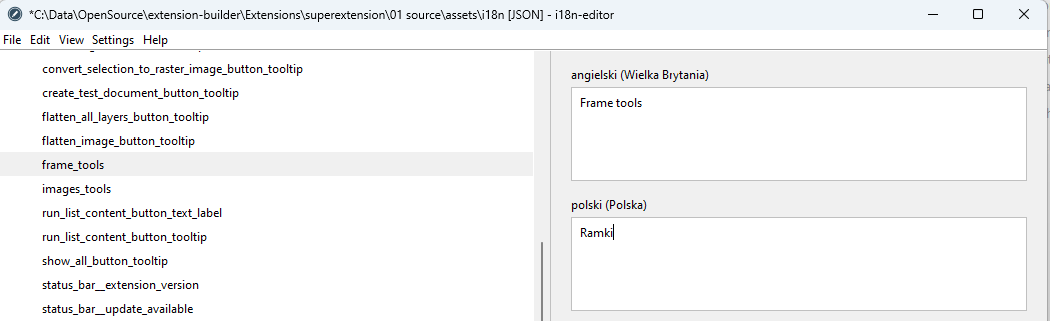 *C:\Data\OpenSource\extension-builder\Extensions\superextension\01 source\assets\i18n [JSON] - i18n-editor
File Edit View Settings Help
convert_selection_to_raster_image_button_tooltip
create_test_document_button_tooltip
flatten_all_layers_button_tooltip
flatten_image_button_tooltip
frame_tools
images_tools
run_list_content_button_text_label
run_list_content_button_tooltip
show_all_button_tooltip
status_bar__extension_version
status_bar__update_available
angielski (Wielka Brytania)
Frame tools
polski (Polska)
Ramki